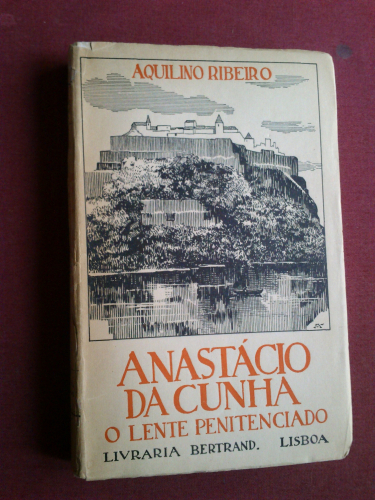 AQUILINO RIBEIRO
ANASTÁCIO
DA CUNHA
O LENTE PENITENCIADO
LIVRARIA BERTRAND. LISBOA